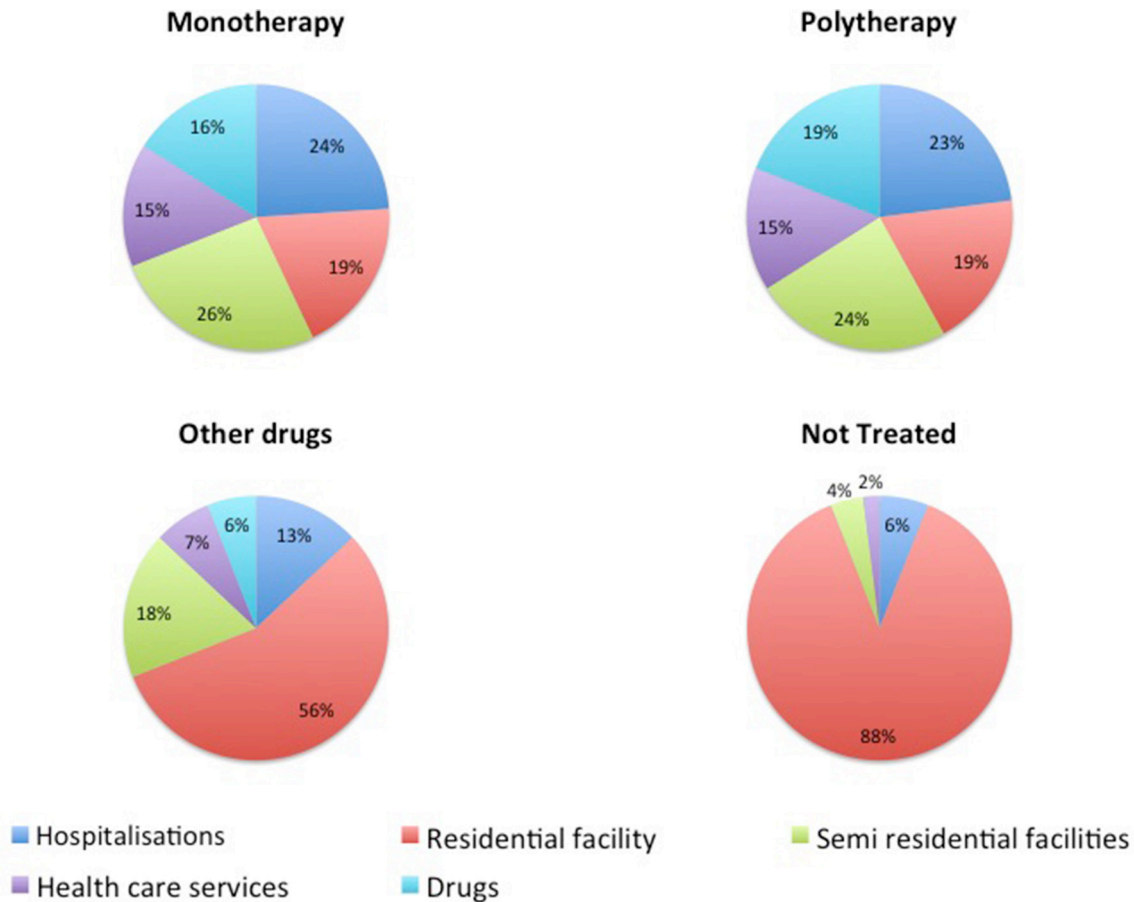 Monotherapy
Polytherapy
16%
24%
15%
19%
26%
19%
23%
15%
19%
24%
Other drugs
Not Treated
6%
13%
7%
18%
56%
4%
2%
6%
88%
Hospitalisations
Residential facility
Semi residential facilities
Health care services
Drugs